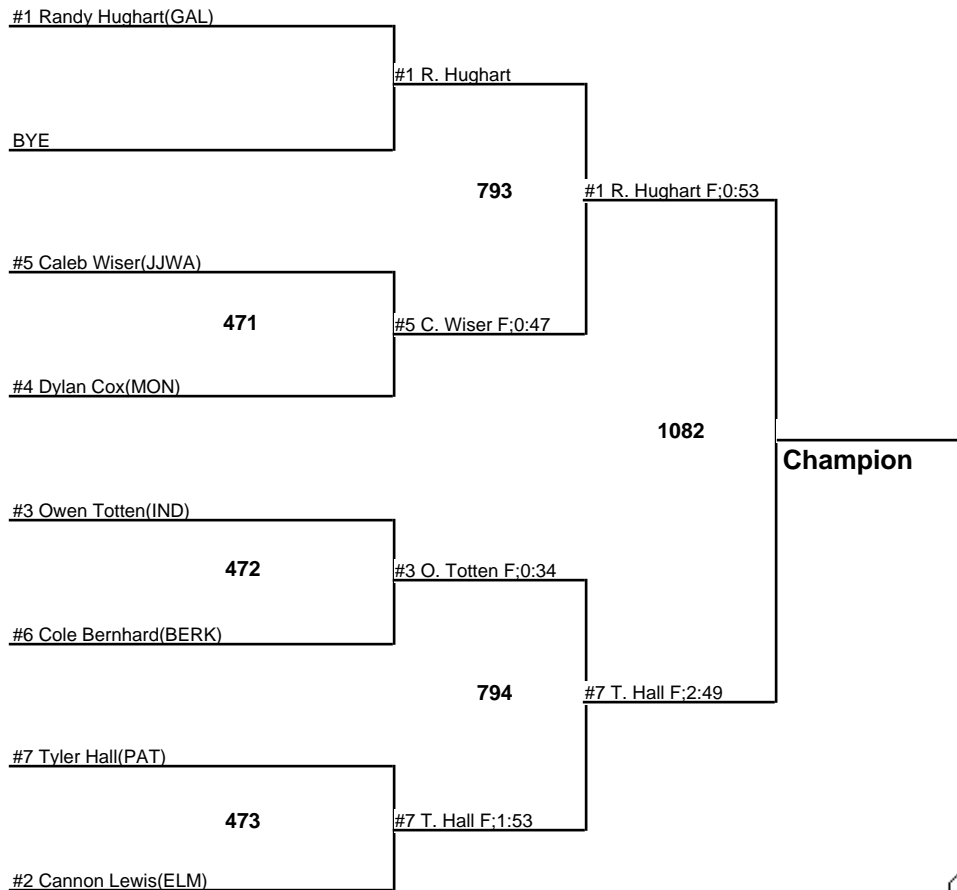 #1 Randy Hughart(GAL)
#1 R. Hughart
BYE
793
#1 R. Hughart F;0:53
#5 Caleb Wiser(JJWA)
471
#5 C. Wiser F;0:47
#4 Dylan Cox(MON)
1082
Champion
#3 Owen Totten(IND)
472
#3 O. Totten F;0:34
#6 Cole Bernhard(BERK)
794
#7 T. Hall F;2:49
#7 Tyler Hall(PAT)
473
#7 T. Hall F;1:53
#2 Cannon Lewis(ELM)